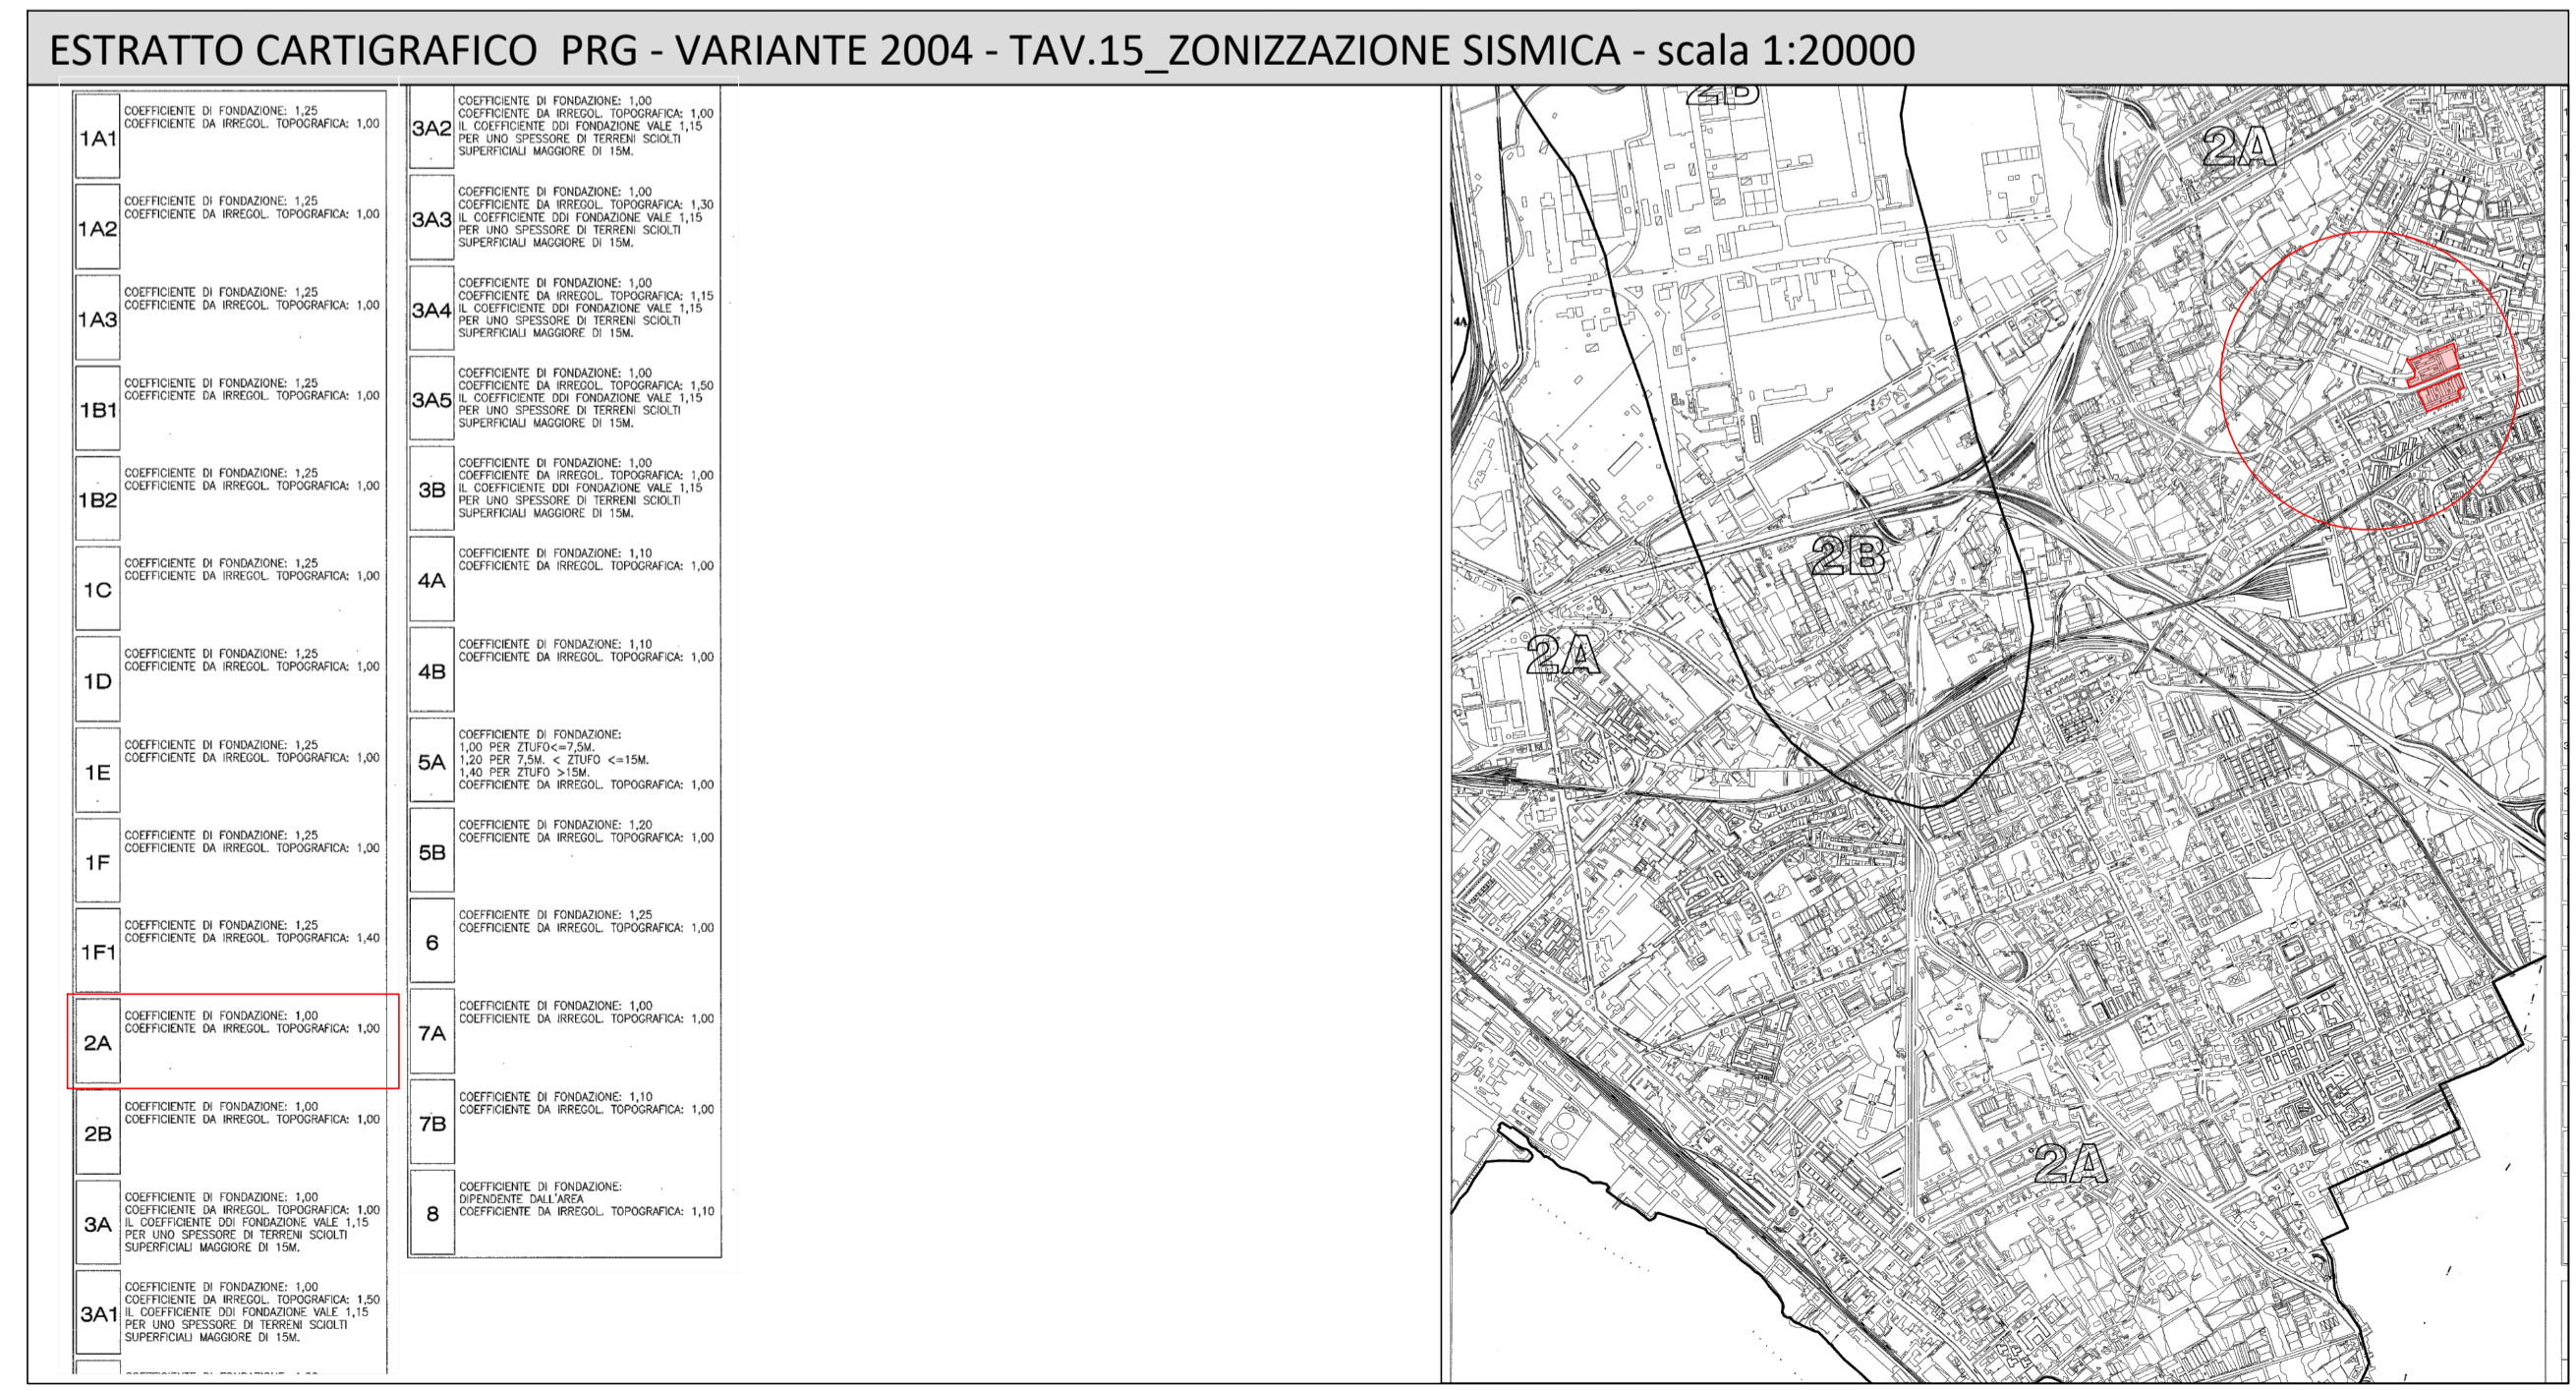 ESTRATTO CARTIGRAFICO PRG - VARIANTE 2004 - TAV.15_ZONIZZAZIONE SISMICA - scala 1:20000
1A1
COEFFICIENTE DI FONDAZIONE: 1,25
COEFFICIENTE DA IRREGOL. TOPOGRAFICA: 1,00
1A2
COEFFICIENTE DI FONDAZIONE: 1,25
COEFFICIENTE DA IRREGOL. TOPOGRAFICA: 1,00
1A3
COEFFICIENTE DI FONDAZIONE: 1,25
COEFFICIENTE DA IRREGOL. TOPOGRAFICA: 1,00
1B1
COEFFICIENTE DI FONDAZIONE: 1,25
COEFFICIENTE DA IRREGOL. TOPOGRAFICA: 1,00
1B2
COEFFICIENTE DI FONDAZIONE: 1,25
COEFFICIENTE DA IRREGOL. TOPOGRAFICA: 1,00
1C
COEFFICIENTE DI FONDAZIONE: 1,25
COEFFICIENTE DA IRREGOL. TOPOGRAFICA: 1,00
1D
COEFFICIENTE DI FONDAZIONE: 1,25
COEFFICIENTE DA IRREGOL. TOPOGRAFICA: 1,00
1E
COEFFICIENTE DI FONDAZIONE: 1,25
COEFFICIENTE DA IRREGOL. TOPOGRAFICA: 1,00
1F
COEFFICIENTE DI FONDAZIONE: 1,25
COEFFICIENTE DA IRREGOL. TOPOGRAFICA: 1,00
1F1
COEFFICIENTE DI FONDAZIONE: 1,25
COEFFICIENTE DA IRREGOL. TOPOGRAFICA: 1,40
2A
COEFFICIENTE DI FONDAZIONE: 1,00
COEFFICIENTE DA IRREGOL. TOPOGRAFICA: 1,00
2B
COEFFICIENTE DI FONDAZIONE: 1,00
COEFFICIENTE DA IRREGOL. TOPOGRAFICA: 1,00
3A
COEFFICIENTE DI FONDAZIONE: 1,00
COEFFICIENTE DA IRREGOL. TOPOGRAFICA: 1,00
IL COEFFICIENTE DDI FONDAZIONE VALE 1,15
PER UNO SPESSORE DI TERRENI SCIOLTI
SUPERFICIALI MAGGIORE DI 15M.
3A1
COEFFICIENTE DI FONDAZIONE: 1,00
COEFFICIENTE DA IRREGOL. TOPOGRAFICA: 1,50
IL COEFFICIENTE DDI FONDAZIONE VALE 1,15
PER UNO SPESSORE DI TERRENI SCIOLTI
SUPERFICIALI MAGGIORE DI 15M.
3A2
COEFFICIENTE DI FONDAZIONE: 1,00
COEFFICIENTE DA IRREGOL. TOPOGRAFICA: 1,00
IL COEFFICIENTE DDI FONDAZIONE VALE 1,15
PER UNO SPESSORE DI TERRENI SCIOLTI
SUPERFICIALI MAGGIORE DI 15M.
3A3
COEFFICIENTE DI FONDAZIONE: 1,00
COEFFICIENTE DA IRREGOL. TOPOGRAFICA: 1,30
IL COEFFICIENTE DDI FONDAZIONE VALE 1,15
PER UNO SPESSORE DI TERRENI SCIOLTI
SUPERFICIALI MAGGIORE DI 15M.
3A4
COEFFICIENTE DI FONDAZIONE: 1,00
COEFFICIENTE DA IRREGOL. TOPOGRAFICA: 1,15
IL COEFFICIENTE DDI FONDAZIONE VALE 1,15
PER UNO SPESSORE DI TERRENI SCIOLTI
SUPERFICIALI MAGGIORE DI 15M.
3A5
COEFFICIENTE DI FONDAZIONE: 1,00
COEFFICIENTE DA IRREGOL. TOPOGRAFICA: 1,50
IL COEFFICIENTE DDI FONDAZIONE VALE 1,15
PER UNO SPESSORE DI TERRENI SCIOLTI
SUPERFICIALI MAGGIORE DI 15M.
3B
COEFFICIENTE DI FONDAZIONE: 1,00
COEFFICIENTE DA IRREGOL. TOPOGRAFICA: 1,00
IL COEFFICIENTE DDI FONDAZIONE VALE 1,15
PER UNO SPESSORE DI TERRENI SCIOLTI
SUPERFICIALI MAGGIORE DI 15M.
4A
COEFFICIENTE DI FONDAZIONE: 1,10
COEFFICIENTE DA IRREGOL. TOPOGRAFICA: 1,00
4B
COEFFICIENTE DI FONDAZIONE: 1,10
COEFFICIENTE DA IRREGOL. TOPOGRAFICA: 1,00
5A
COEFFICIENTE DI FONDAZIONE:
1,00 PER ZTUFO<=7,5M.
1,20 PER 7,5M. < ZTUFO <=15M.
1,40 PER ZTUFO >15M.
COEFFICIENTE DA IRREGOL. TOPOGRAFICA: 1,00
5B
COEFFICIENTE DI FONDAZIONE: 1,20
COEFFICIENTE DA IRREGOL. TOPOGRAFICA: 1,00
6
COEFFICIENTE DI FONDAZIONE: 1,25
COEFFICIENTE DA IRREGOL. TOPOGRAFICA: 1,00
7A
COEFFICIENTE DI FONDAZIONE: 1,00
COEFFICIENTE DA IRREGOL. TOPOGRAFICA: 1,00
7B
COEFFICIENTE DI FONDAZIONE: 1,10
COEFFICIENTE DA IRREGOL. TOPOGRAFICA: 1,00
8
COEFFICIENTE DI FONDAZIONE:
DIPENDENTE DALL'AREA
COEFFICIENTE DA IRREGOL. TOPOGRAFICA: 1,10
2B
2A
4A
2B
2A
2A